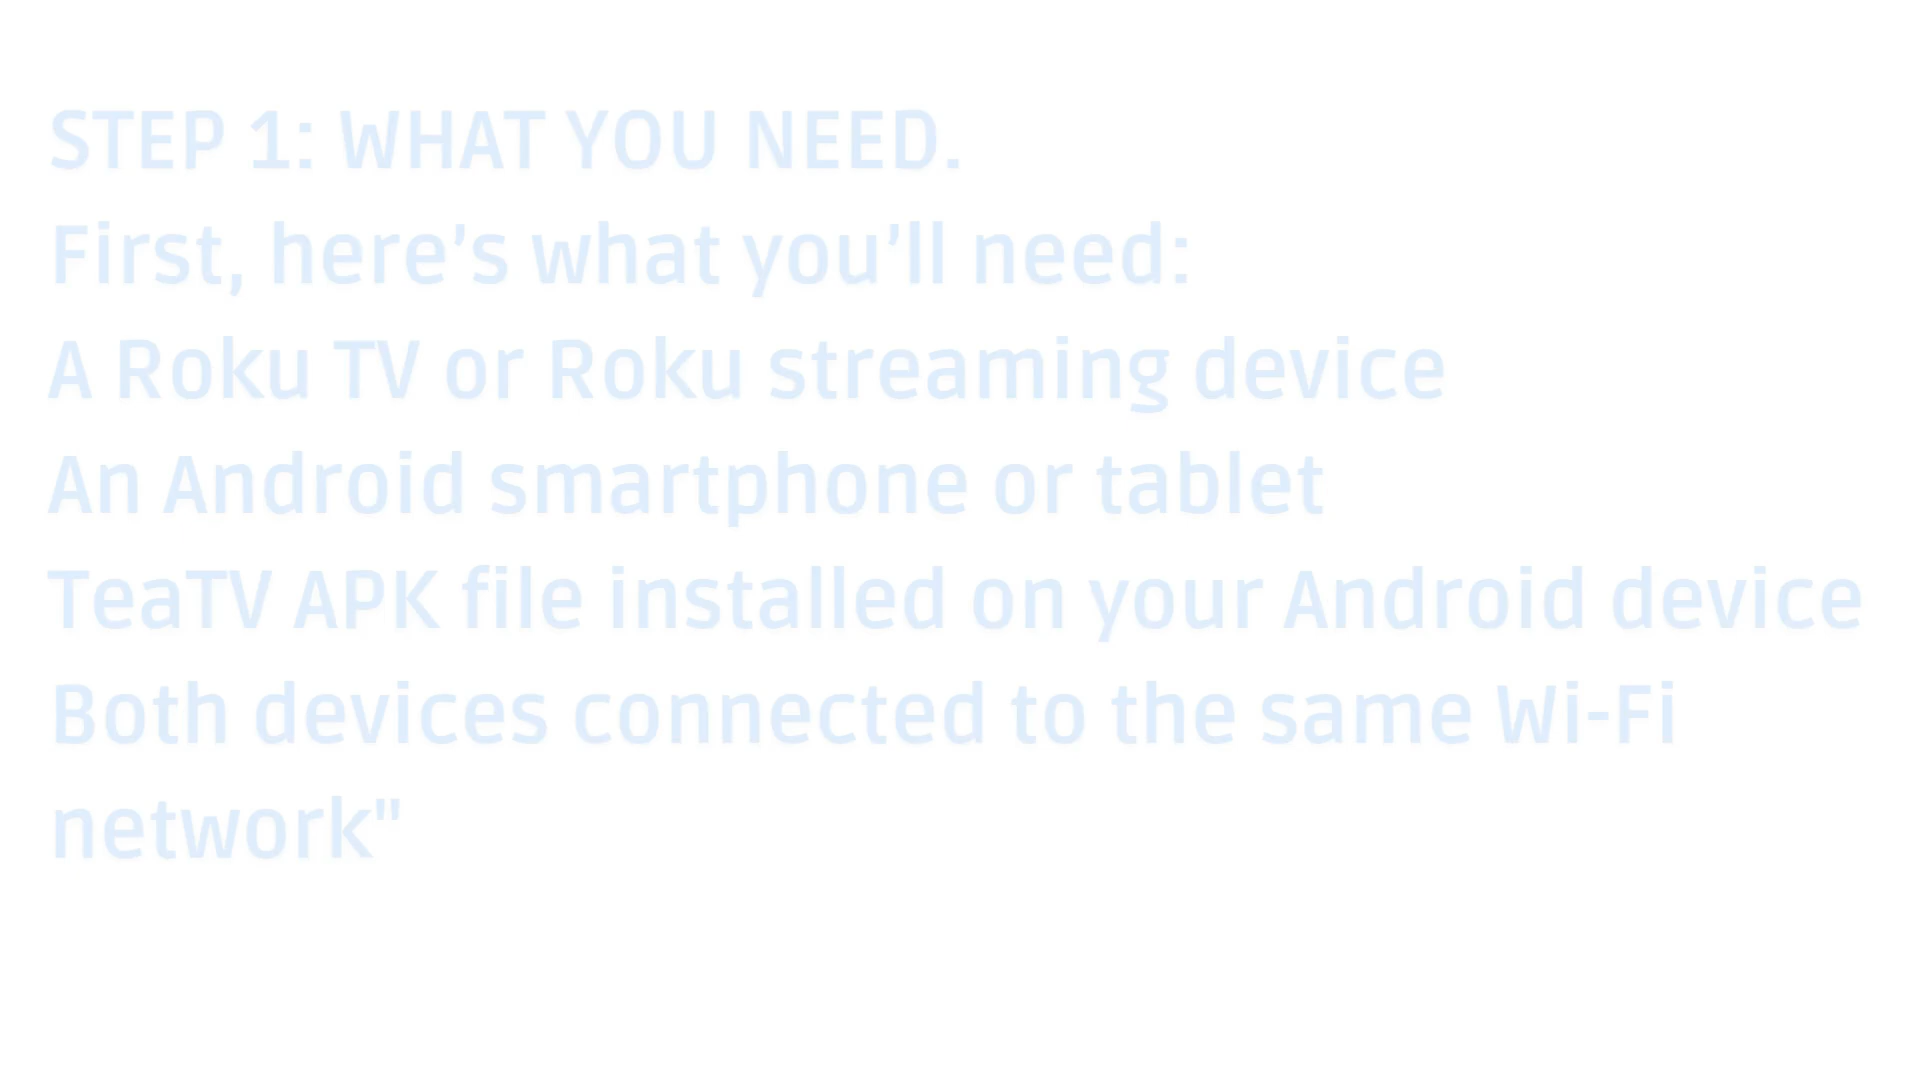 STEP 1: WHAT YOU NEED.
First, here’s what you’ll need:
A Roku TV or Roku streaming device
An Android smartphone or tablet
TeaTV APK file installed on your Android device
Both devices connected to the same Wi-Fi
network"